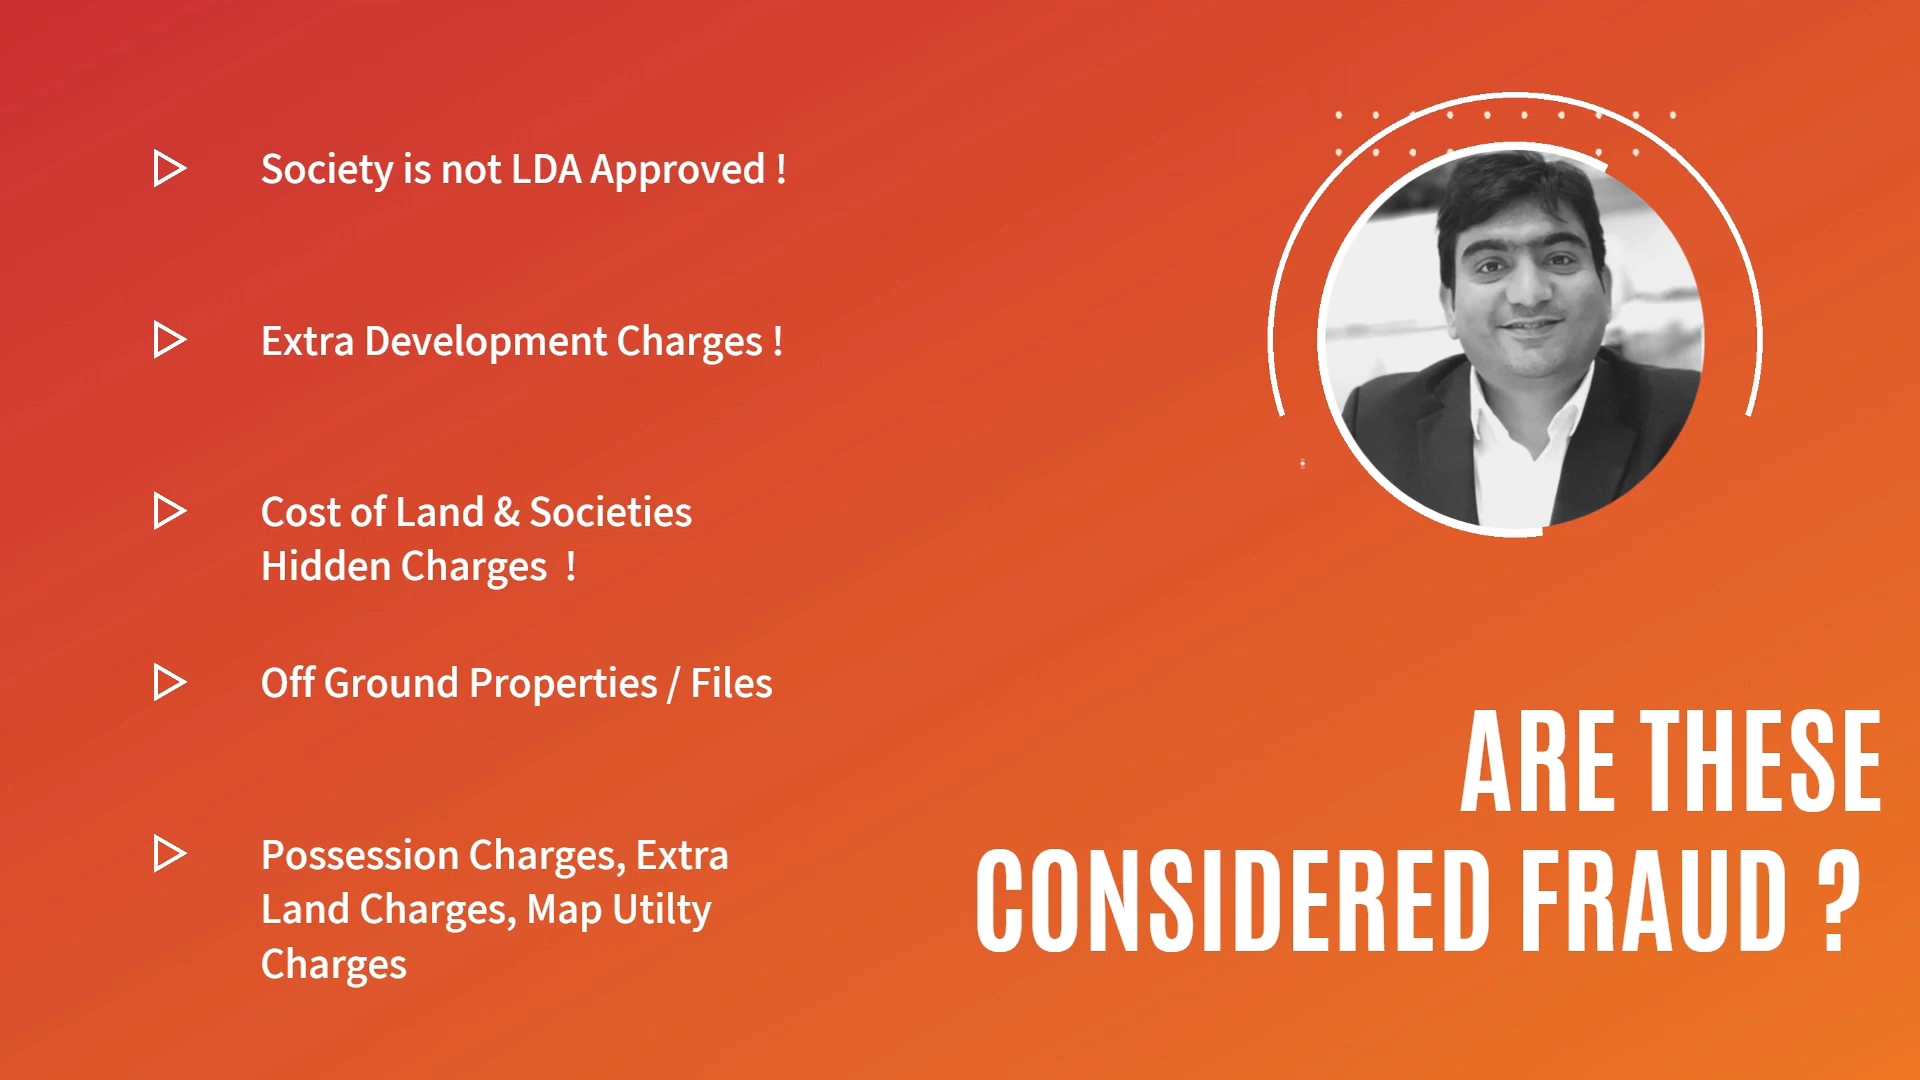 Society is not LDA Approved !
Extra Development Charges !
Cost of Land & Societies
Hidden Charges  !
Off Ground Properties / Files
Possession Charges, Extra
Land Charges, Map Utilty
Charges
ARE THESE
CONSIDERED FRAUD ?